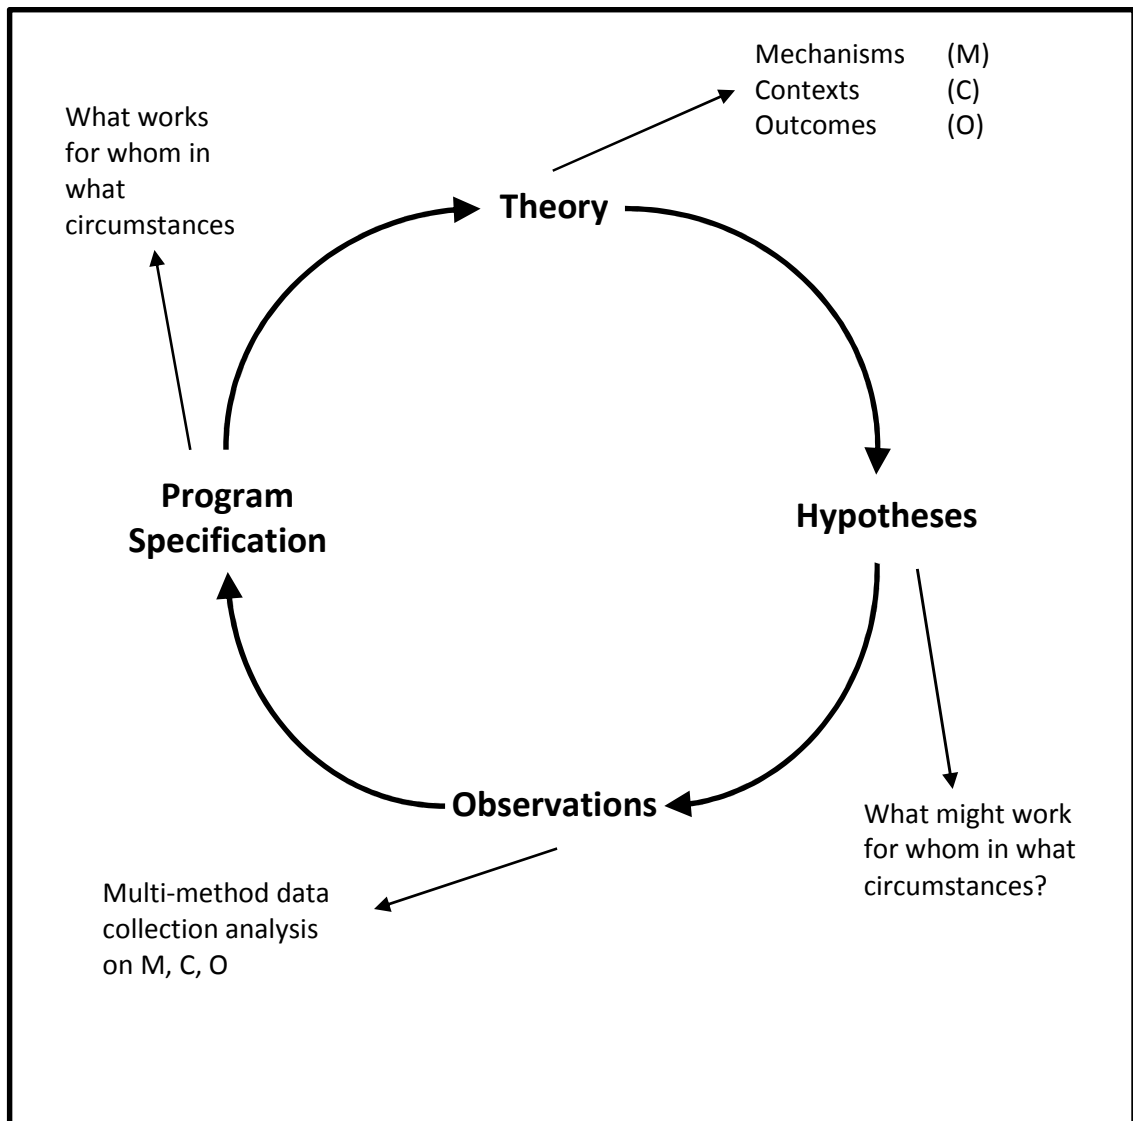 Mechanisms (M)
Contexts (C)
Outcomes (O)
What works
for whom in
what
circumstances
Theory
Program
Specification
Hypotheses
Observations
What might work
for whom in what
circumstances?
Multi-method data
collection analysis
on M, C, O